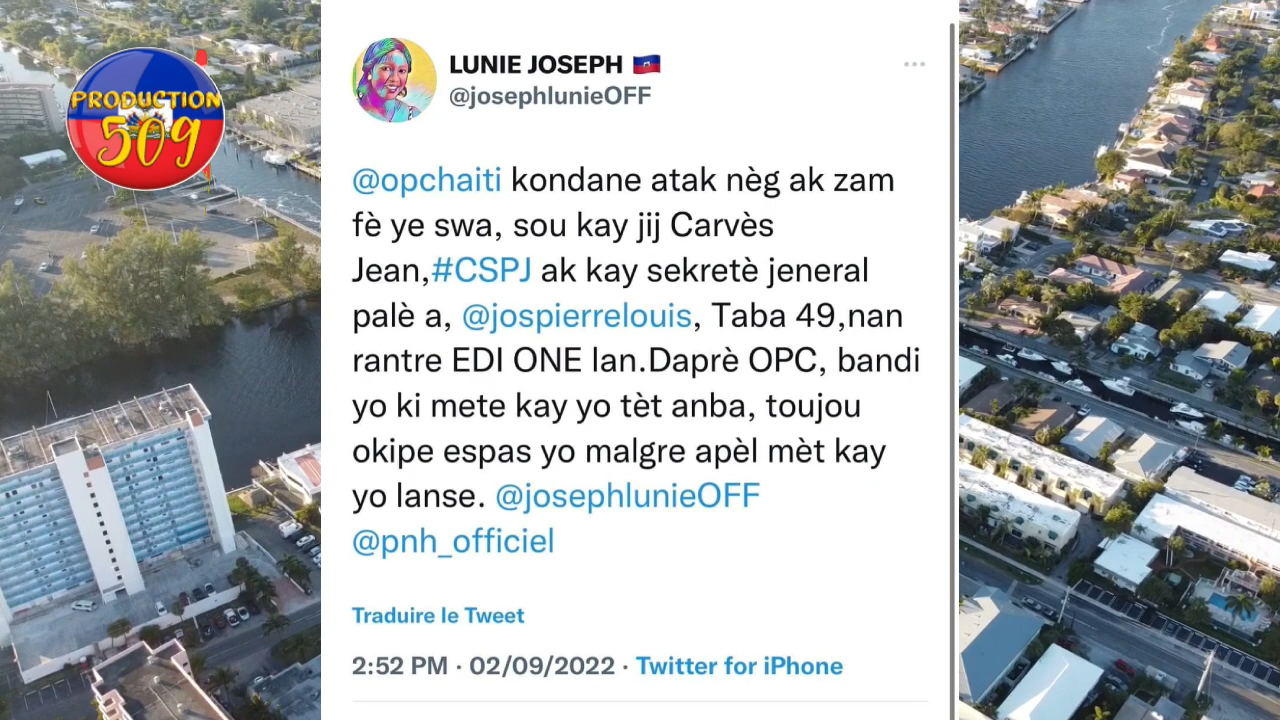 PRODUCTION
509
LUNIE JOSEPH
@josephlunieOFF
@opchaiti kondane atak nèg ak zam
fè ye swa, sou kay jij Carvès
Jean,#CSPJ ak kay sekretè jeneral
palè a, @jospierrelouis, Taba 49,nan
rantre EDI ONE lan.Daprè OPC, bandi
yo ki mete kay yo tèt anba, toujou
okipe espas yo malgre apèl mèt kay
yo lanse. @josephlunieOFF
@pnh_officiel
Traduire le Tweet
2:52 PM · 02/09/2022 · Twitter for iPhone